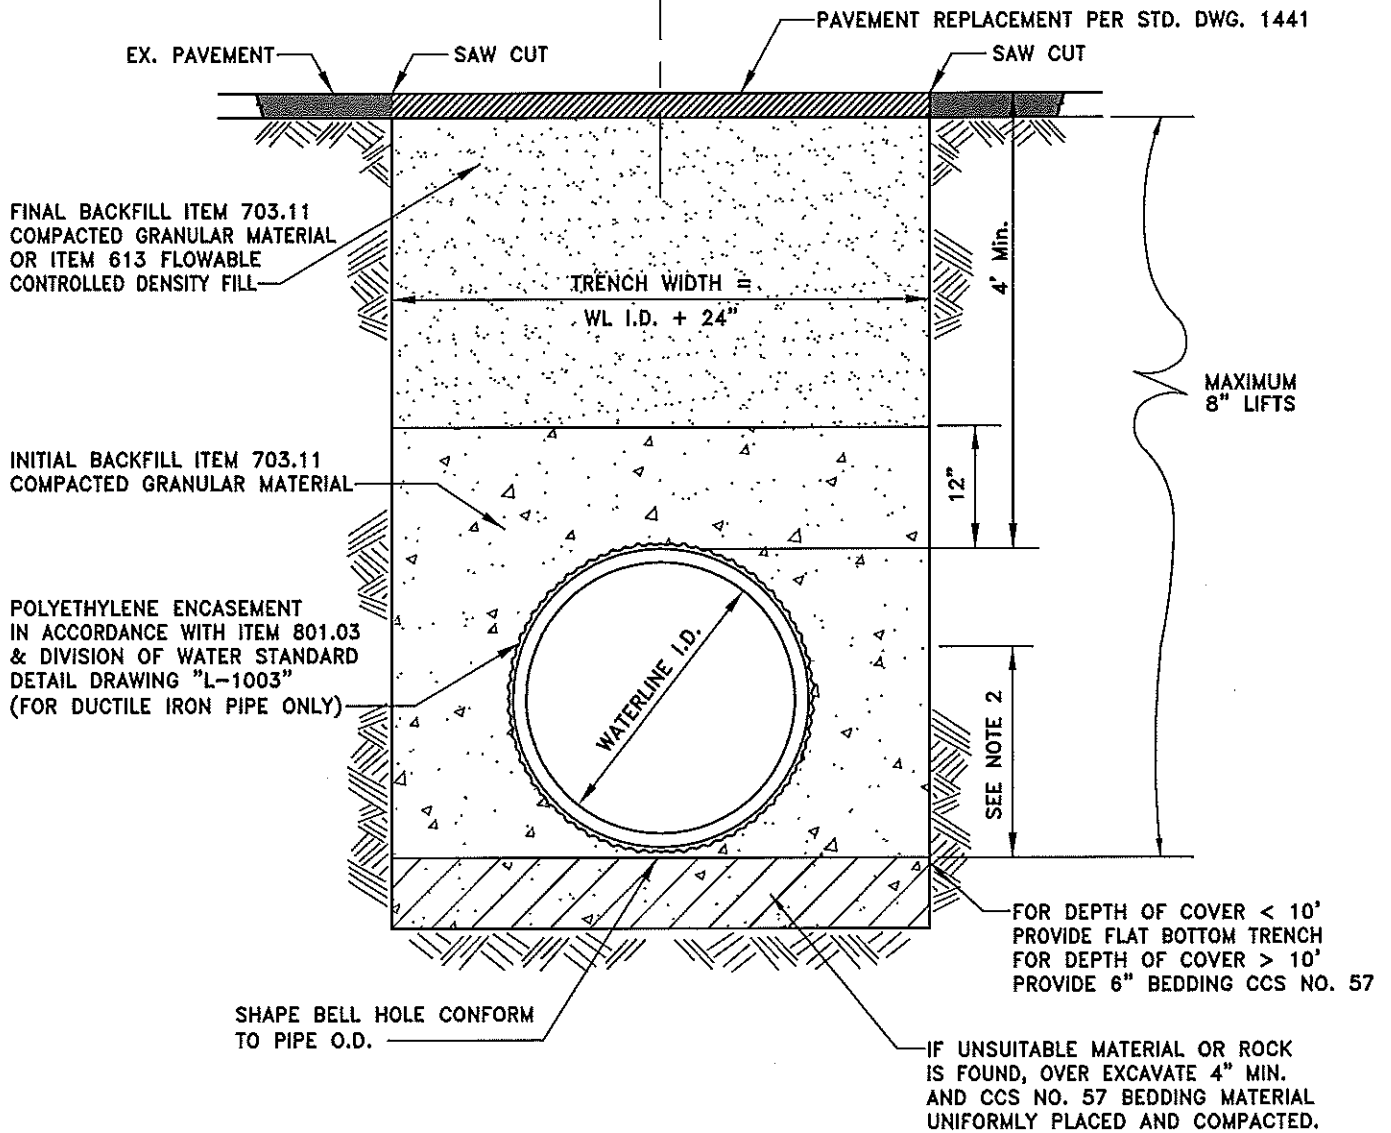 PAVEMENT REPLACEMENT PER STD. DWG. 1441
EX. PAVEMENT
SAW CUT
SAW CUT
FINAL BACKFILL ITEM 703.11
COMPACTED GRANULAR MATERIAL
OR ITEM 613 FLOWABLE
CONTROLLED DENSITY FILL
TRENCH WIDTH =
WL I.D. + 24"
4' Min.
MAXIMUM
8" LIFTS
INITIAL BACKFILL ITEM 703.11
COMPACTED GRANULAR MATERIAL
12"
POLYETHYLENE ENCASEMENT
IN ACCORDANCE WITH ITEM 801.03
& DIVISION OF WATER STANDARD
DETAIL DRAWING "L-1003"
(FOR DUCTILE IRON PIPE ONLY)
WATERLINE I.D.
SEE NOTE 2
FOR DEPTH OF COVER < 10'
PROVIDE FLAT BOTTOM TRENCH
FOR DEPTH OF COVER > 10'
PROVIDE 6" BEDDING CCS NO. 57
SHAPE BELL HOLE CONFORM
TO PIPE O.D.
IF UNSUITABLE MATERIAL OR ROCK
IS FOUND, OVER EXCAVATE 4" MIN.
AND CCS NO. 57 BEDDING MATERIAL
UNIFORMLY PLACED AND COMPACTED.